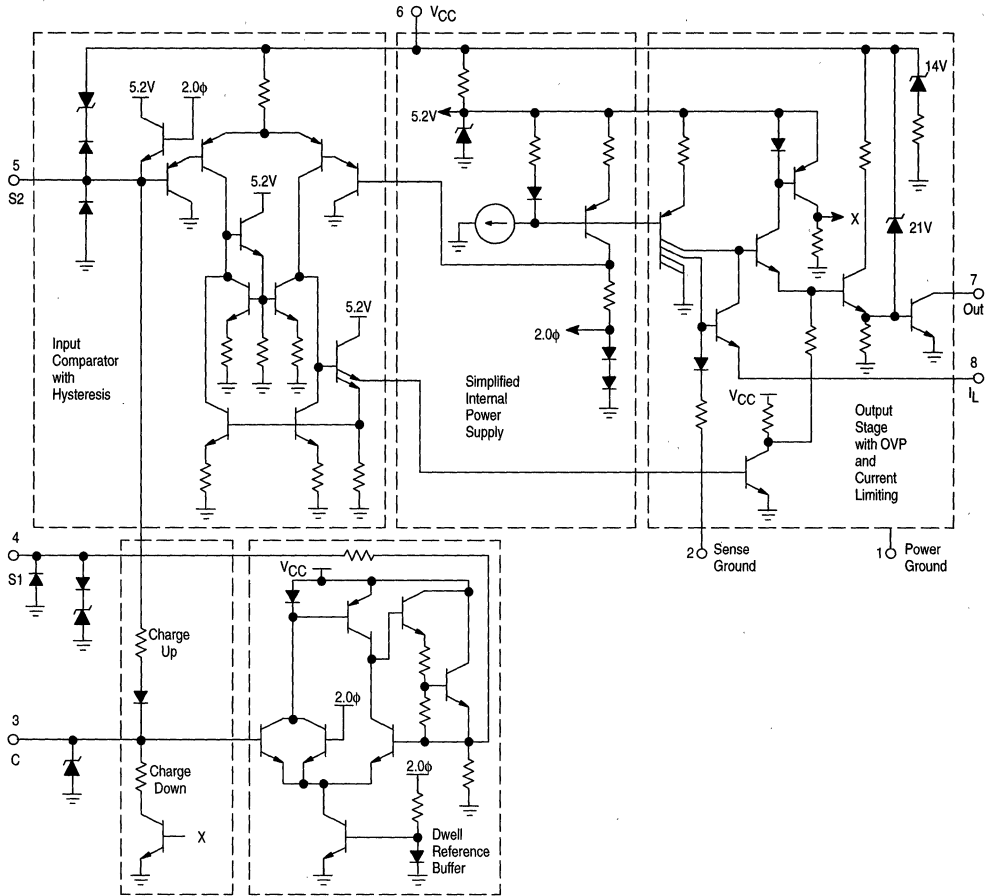 6 VCC
14V
5.2V 2.0ϕ
5.2V
5
S2
5.2V
X
21V
7
Out
5.2V
2.0ϕ
8
IL
Input
Comparator
with
Hysteresis
Simplified
Internal
Power
Supply
VCC
Output
Stage
with OVP
and
Current
Limiting
4
S1
2 Sense
Ground
1 Power
Ground
VCC
Charge
Up
2.0ϕ
3
C
Charge
Down
2.0ϕ
X
Dwell
Reference
Buffer